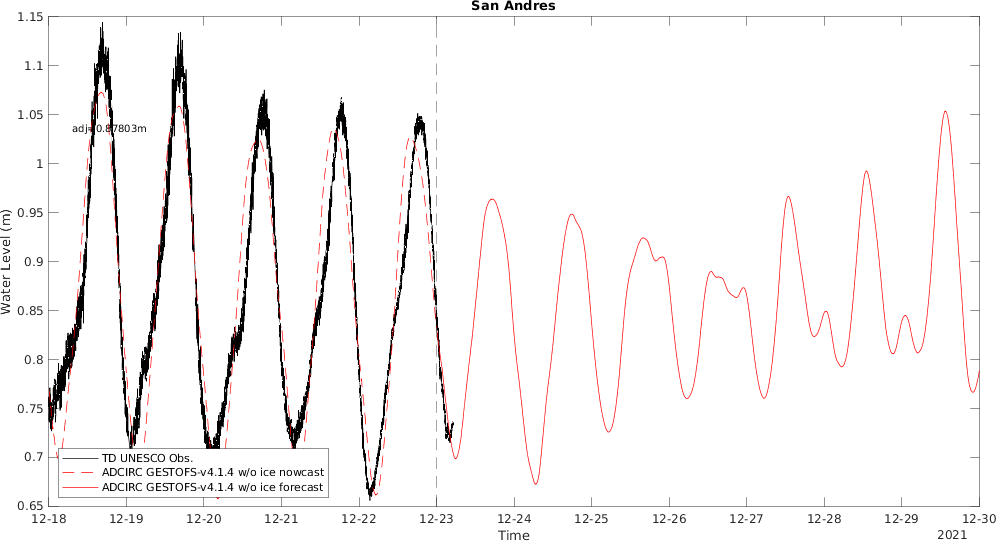 San Andres
Water Level (m)
1.15
1.1
1.05
1
0.95
0.9
0.85
0.8
0.75
0.7
0.65
adj=0.87803m
TD UNESCO Obs.
ADCIRC GESTOFS-v4.1.4 w/o ice nowcast
ADCIRC GESTOFS-v4.1.4 w/o ice forecast
12-18 12-19 12-20 12-21 12-22 12-23 12-24 12-25 12-26 12-27 12-28 12-29 12-30
Time
2021